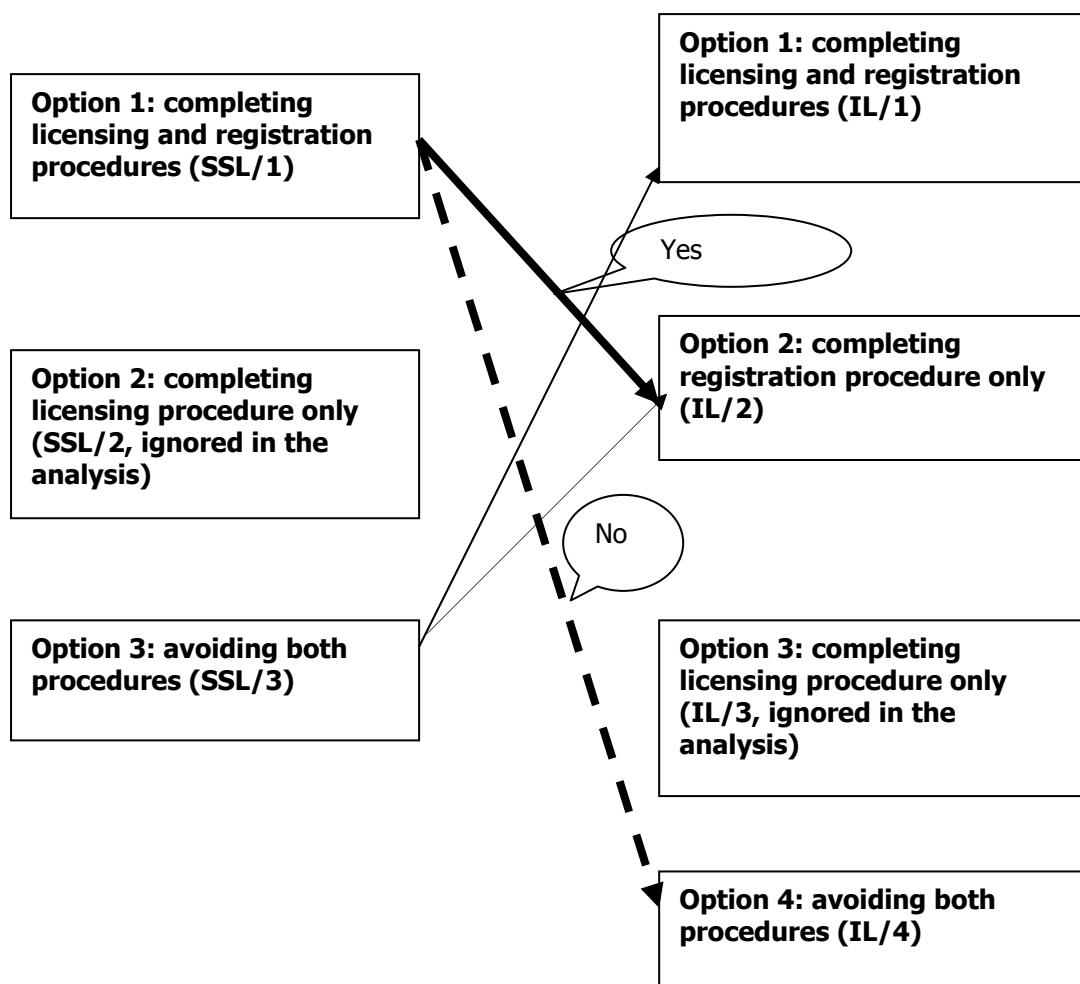 Option 1: completing
licensing and registration
procedures (SSL/1)
Option 2: completing
licensing procedure only
(SSL/2, ignored in the
analysis)
Option 3: avoiding both
procedures (SSL/3)
Yes
No
Option 1: completing
licensing and registration
procedures (IL/1)
Option 2: completing
registration procedure only
(IL/2)
Option 3: completing
licensing procedure only
(IL/3, ignored in the
analysis)
Option 4: avoiding both
procedures (IL/4)